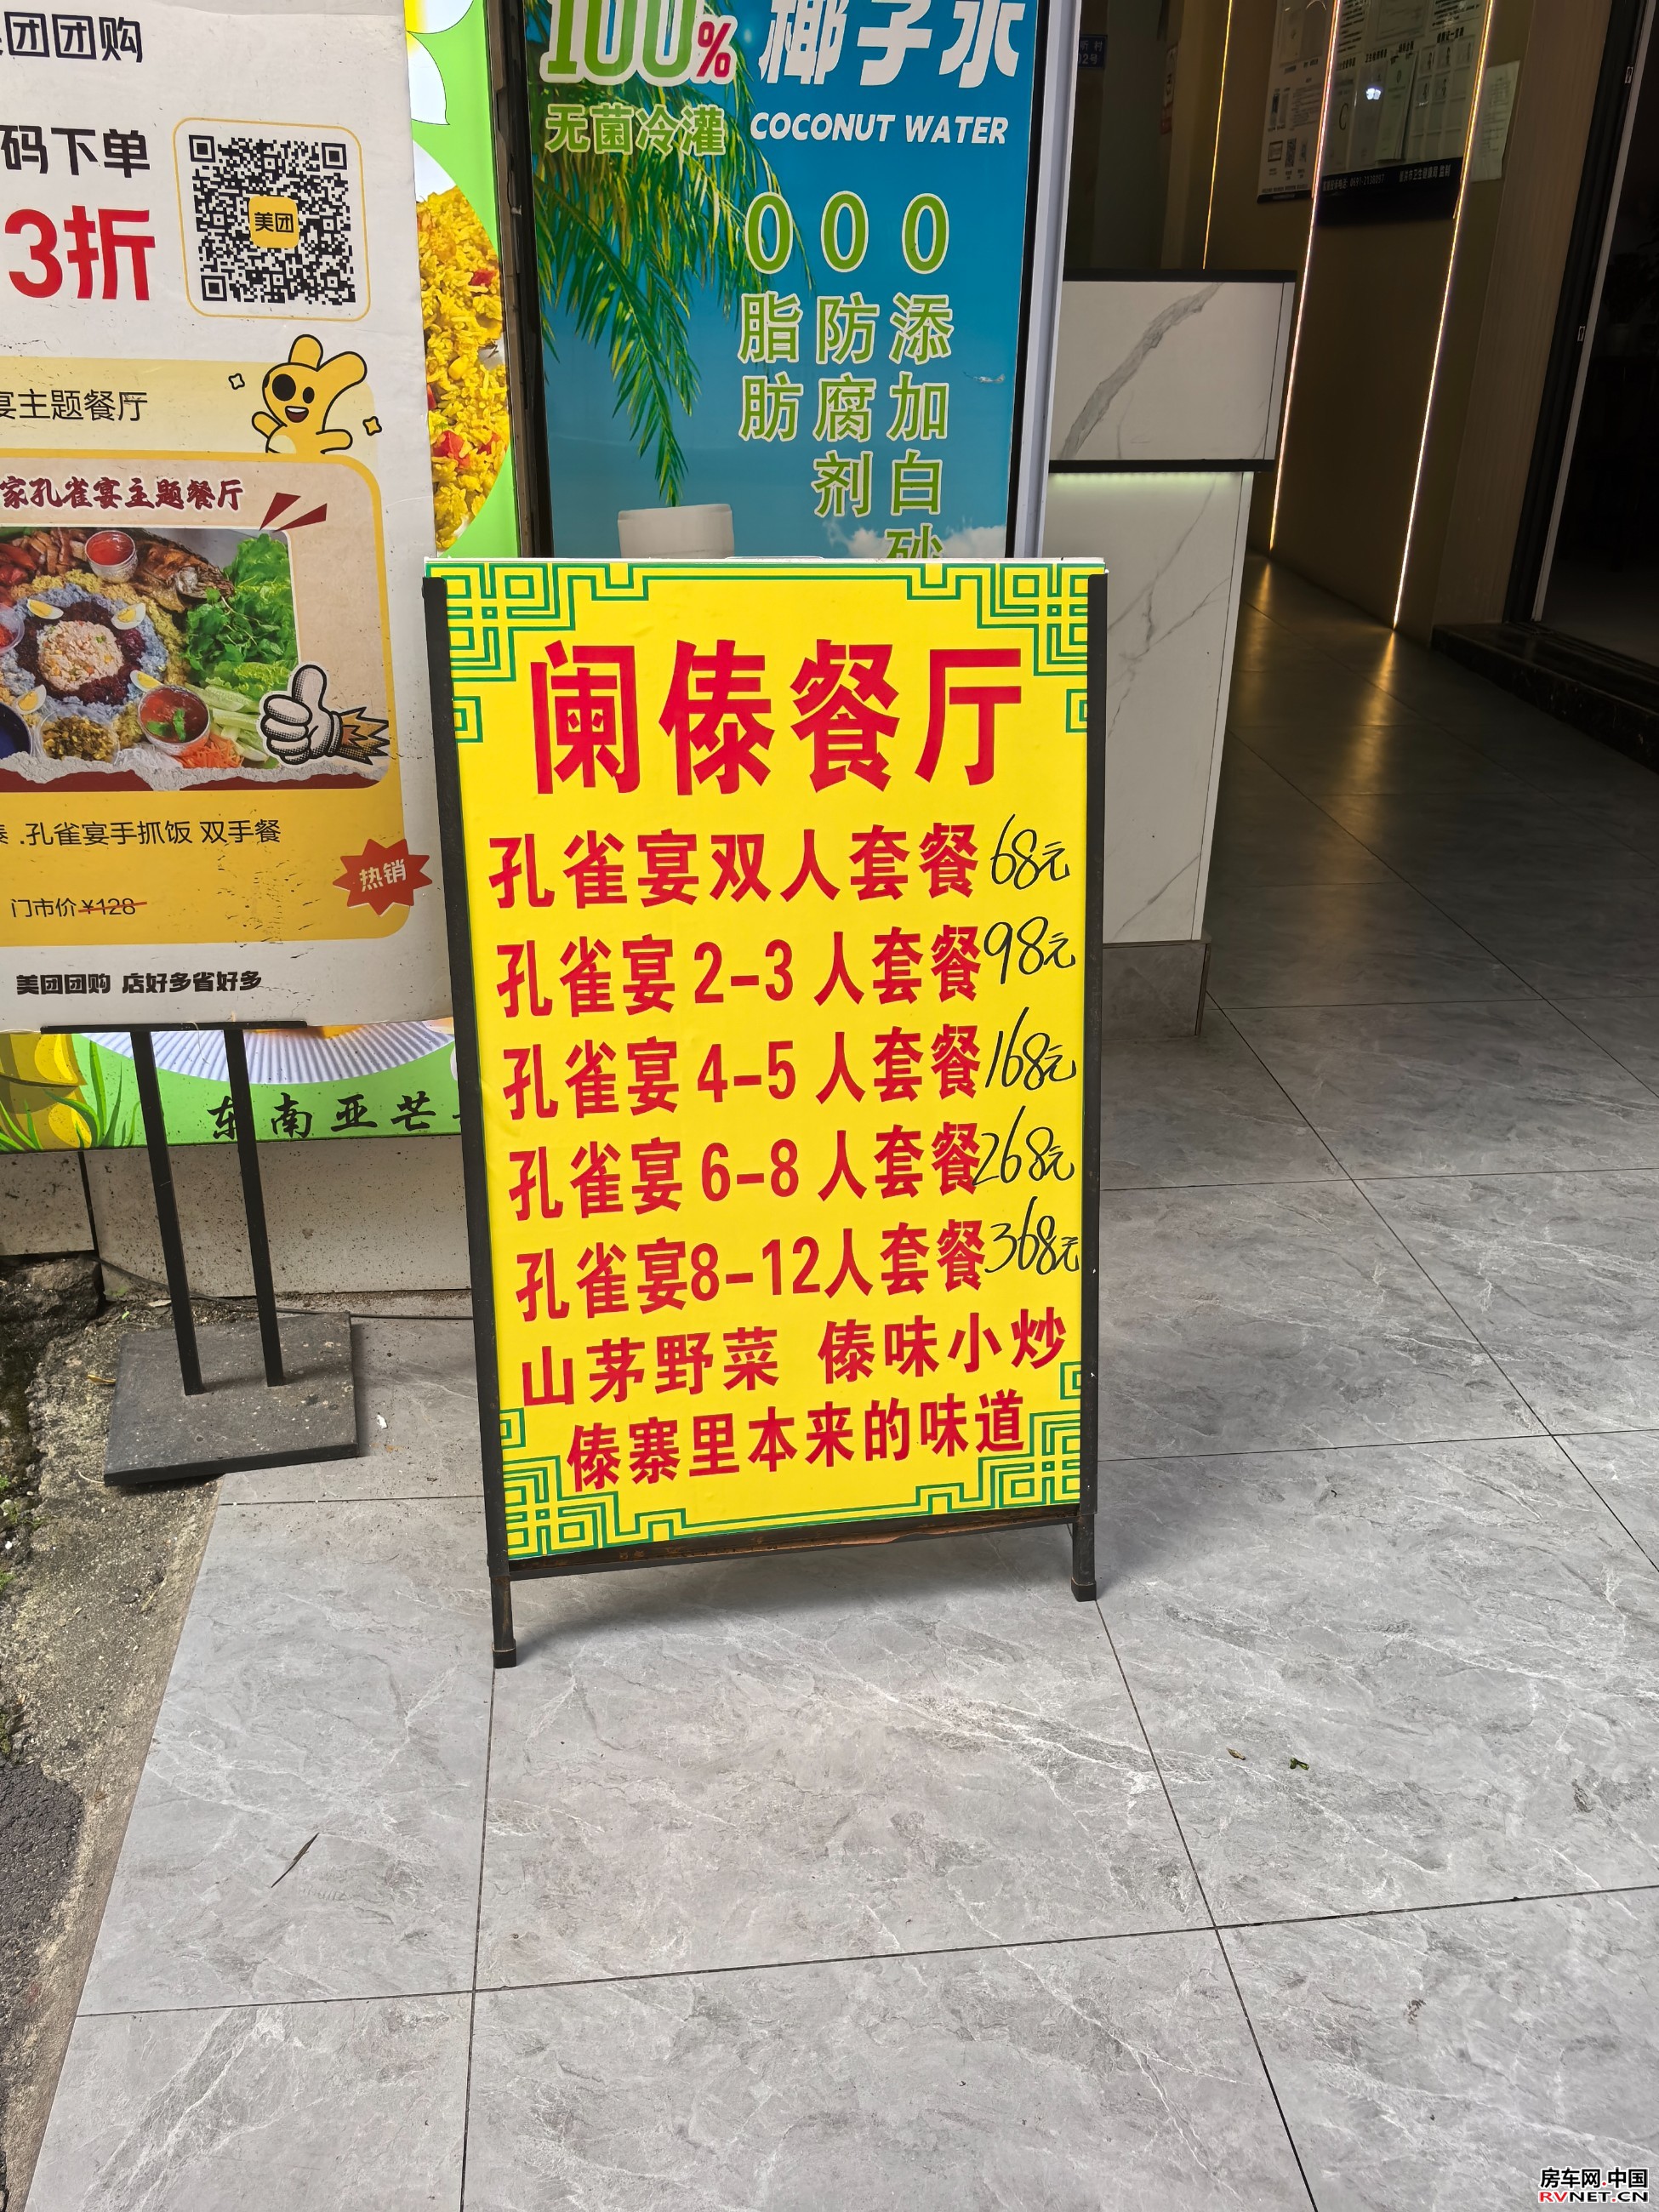 团团购
码下单
3折
美团
宴主题餐厅
家孔雀宴主题餐厅
.孔雀宴手抓饭 双手餐
热销
门市价¥128
美团团购 店好多省好多
东南亚芒
100% 椰子水
无菌冷灌 COCONUT WATER
0脂肪
0防腐剂
0添加白砂
阑傣餐厅
孔雀宴双人套餐 68元
孔雀宴2-3人套餐 98元
孔雀宴4-5人套餐 168元
孔雀宴6-8人套餐 268元
孔雀宴8-12人套餐 368元
山茅野菜 傣味小炒
傣寨里本来的味道
房车网.中国
RVNET.CN